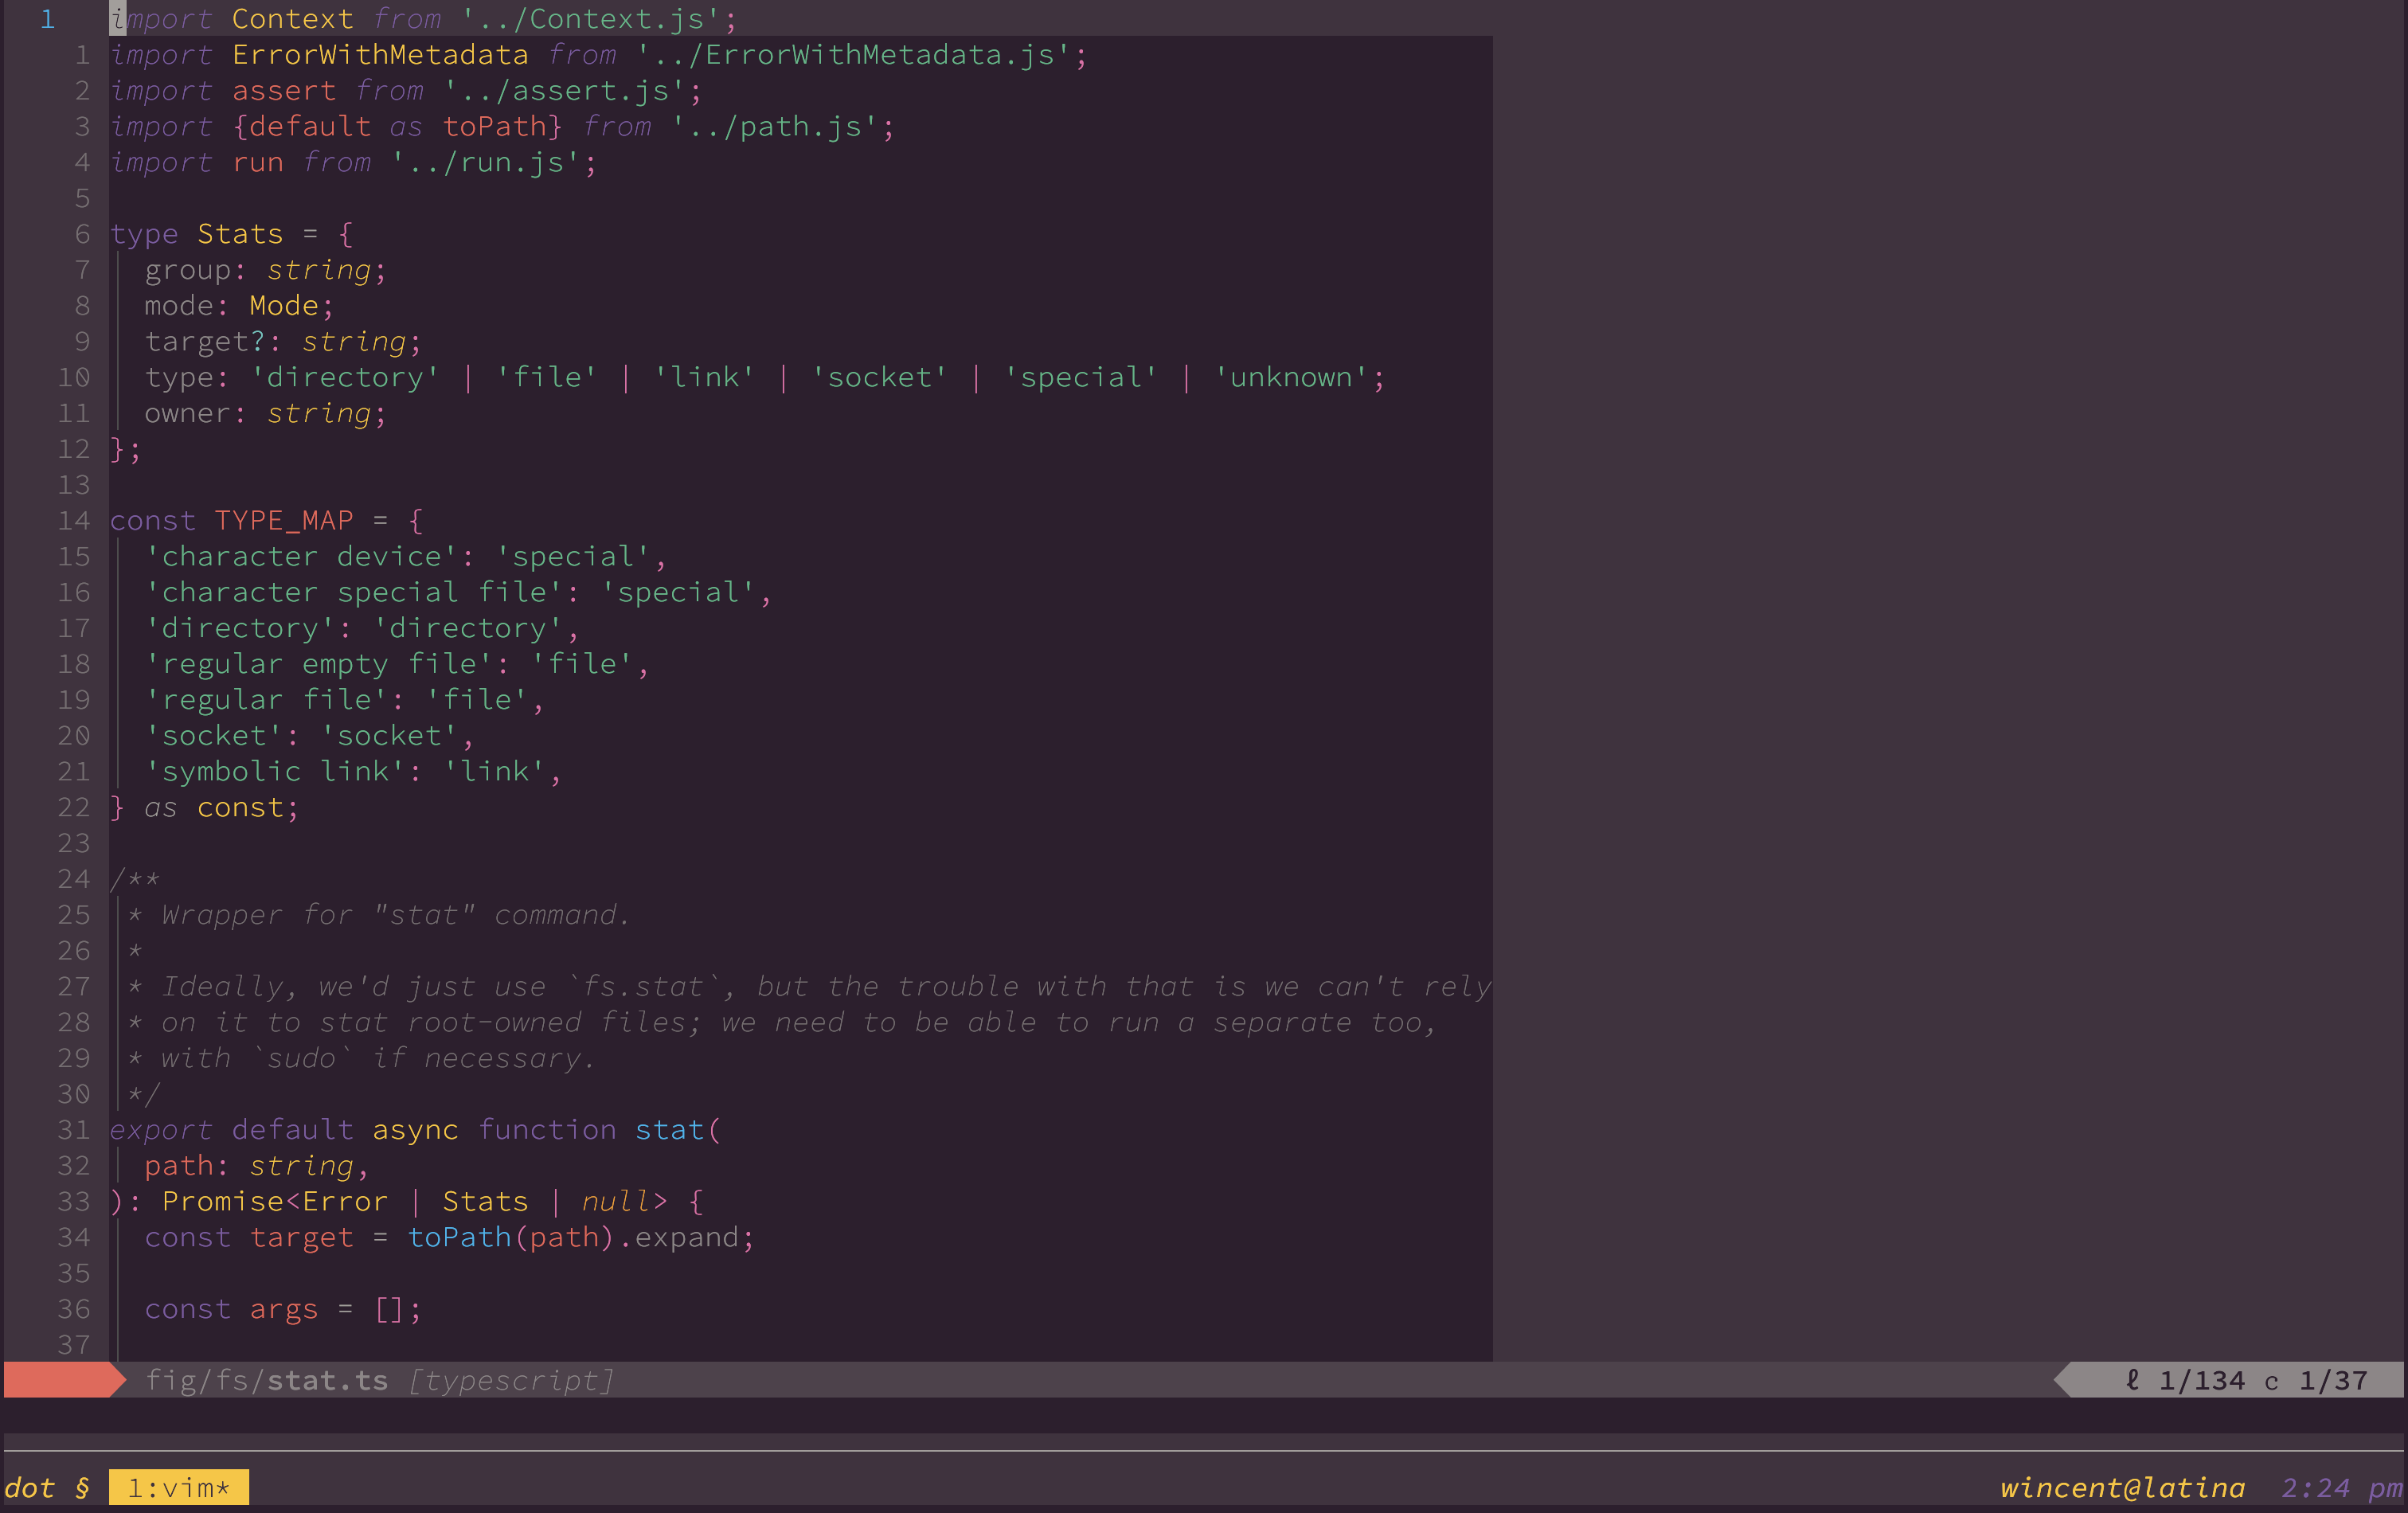 1 import Context from '../Context.js';
1 import ErrorWithMetadata from '../ErrorWithMetadata.js';
2 import assert from '../assert.js';
3 import {default as toPath} from '../path.js';
4 import run from '../run.js';
5
6 type Stats = {
7   group: string;
8   mode: Mode;
9   target?: string;
10   type: 'directory' | 'file' | 'link' | 'socket' | 'special' | 'unknown';
11   owner: string;
12 };
13
14 const TYPE_MAP = {
15   'character device': 'special',
16   'character special file': 'special',
17   'directory': 'directory',
18   'regular empty file': 'file',
19   'regular file': 'file',
20   'socket': 'socket',
21   'symbolic link': 'link',
22 } as const;
23
24 /**
25  * Wrapper for "stat" command.
26  *
27  * Ideally, we'd just use `fs.stat`, but the trouble with that is we can't rely
28  * on it to stat root-owned files; we need to be able to run a separate too,
29  * with `sudo` if necessary.
30  */
31 export default async function stat(
32   path: string,
33 ): Promise<Error | Stats | null> {
34   const target = toPath(path).expand;
35
36   const args = [];
37
fig/fs/stat.ts [typescript] ℓ 1/134 c 1/37
dot § 1:vim* wincent@latina 2:24 pm